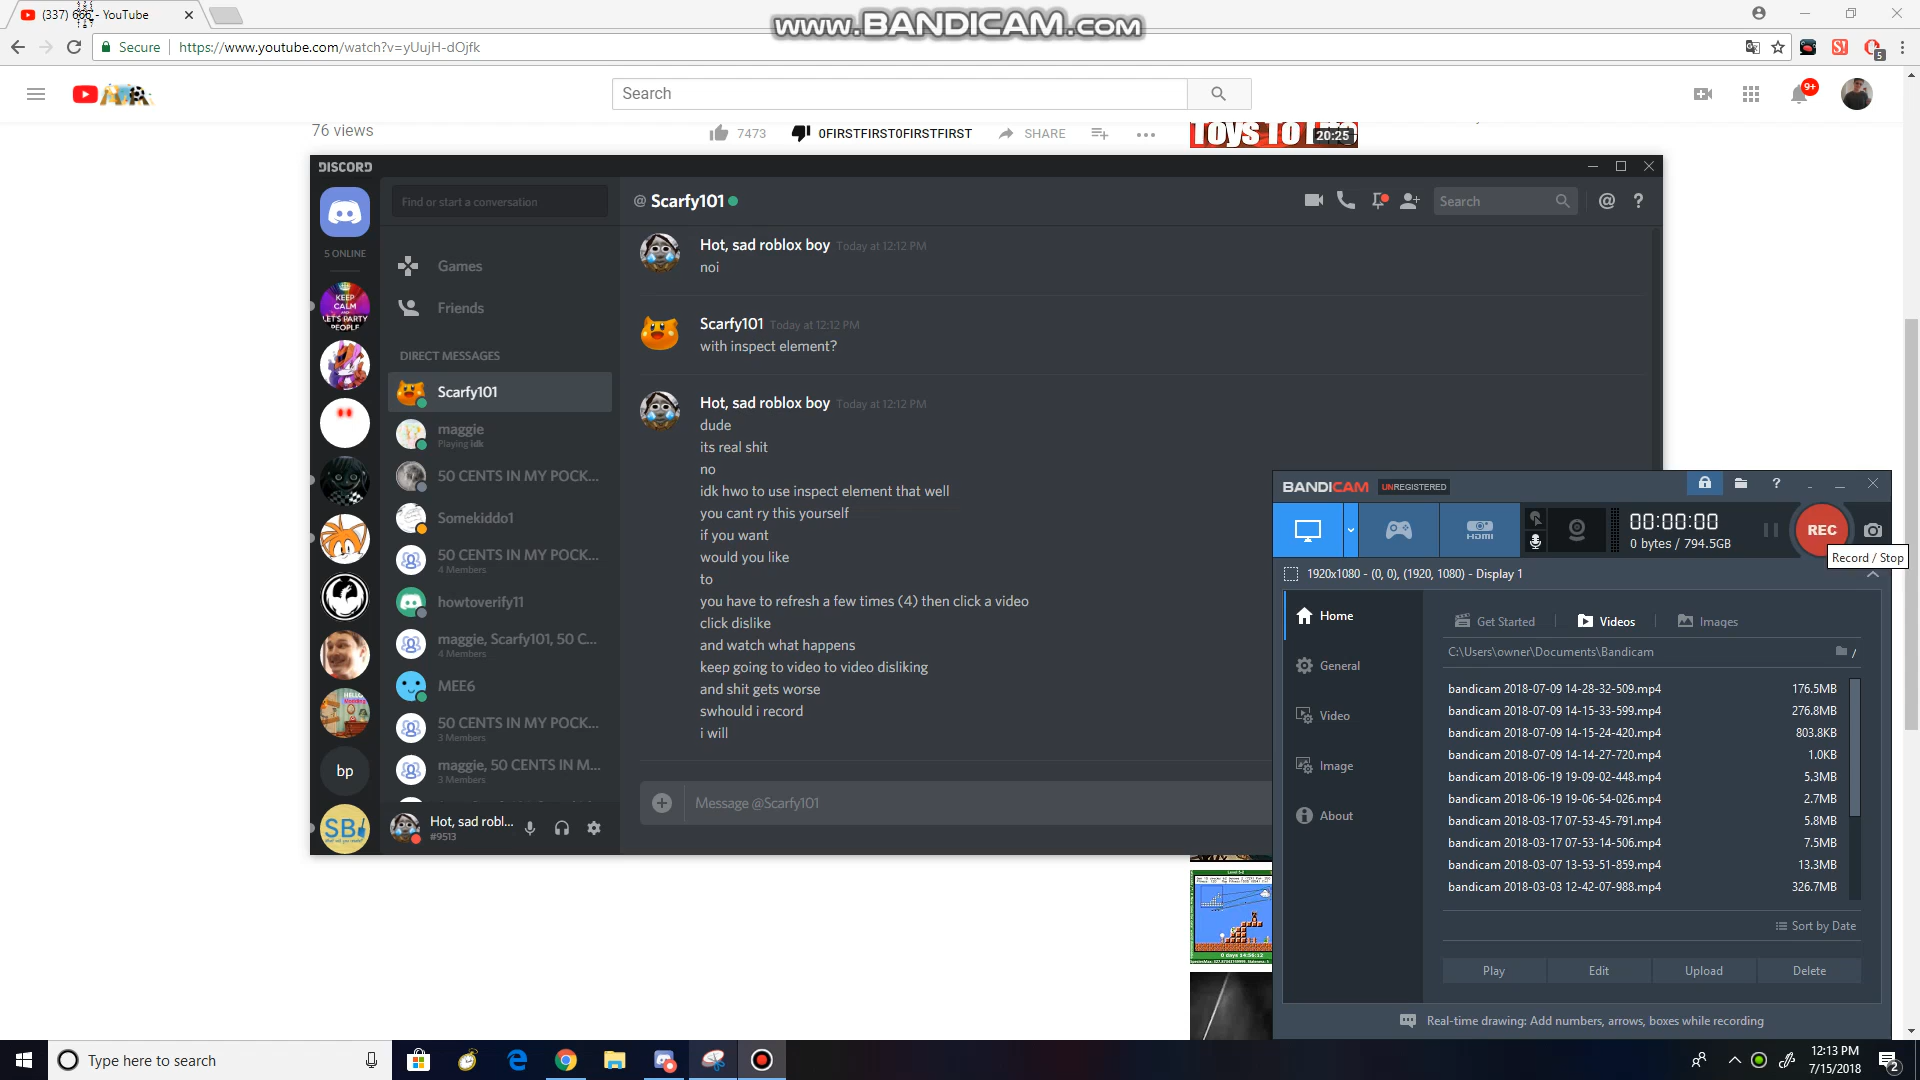 (337) 666 - YouTube
www.BANDICAM.com
Secure
https://www.youtube.com/watch?v=yUujH-dOjfk
5
Search
9+
76 views
7473
0FIRSTFIRST0FIRSTFIRST
SHARE
Toys To
20:25
DISCORD
Find or start a conversation
@ Scarfy101
Search
5 ONLINE
Games
Friends
KEEP
CALM
AND
LET'S PARTY
PEOPLE
DIRECT MESSAGES
Scarfy101
maggie
Playing idk
50 CENTS IN MY POCK...
Somekiddo1
50 CENTS IN MY POCK...
4 Members
howtoverify11
maggie, Scarfy101, 50 C...
4 Members
MEE6
50 CENTS IN MY POCK...
3 Members
maggie, 50 CENTS IN M...
3 Members
bp
SB
Hot, sad robl...
#9513
Hot, sad roblox boy Today at 12:12 PM
noi
Scarfy101 Today at 12:12 PM
with inspect element?
Hot, sad roblox boy Today at 12:12 PM
dude
its real shit
no
idk hwo to use inspect element that well
you cant ry this yourself
if you want
would you like
to
you have to refresh a few times (4) then click a video
click dislike
and watch what happens
keep going to video to video disliking
and shit gets worse
swhould i record
i will
Message @Scarfy101
BANDICAM UNREGISTERED
HDMI
00:00:00
0 bytes / 794.5GB
REC
Record / Stop
1920x1080 - (0, 0), (1920, 1080) - Display 1
Home
General
Video
Image
About
Get Started
Videos
Images
C:\Users\owner\Documents\Bandicam
/
bandicam 2018-07-09 14-28-32-509.mp4 176.5MB
bandicam 2018-07-09 14-15-33-599.mp4 276.8MB
bandicam 2018-07-09 14-15-24-420.mp4 803.8KB
bandicam 2018-07-09 14-14-27-720.mp4 1.0KB
bandicam 2018-06-19 19-09-02-448.mp4 5.3MB
bandicam 2018-06-19 19-06-54-026.mp4 2.7MB
bandicam 2018-03-17 07-53-45-791.mp4 5.8MB
bandicam 2018-03-17 07-53-14-506.mp4 7.5MB
bandicam 2018-03-07 13-53-51-859.mp4 13.3MB
bandicam 2018-03-03 12-42-07-988.mp4 326.7MB
Sort by Date
Play
Edit
Upload
Delete
Real-time drawing: Add numbers, arrows, boxes while recording
Type here to search
12:13 PM
7/15/2018
2